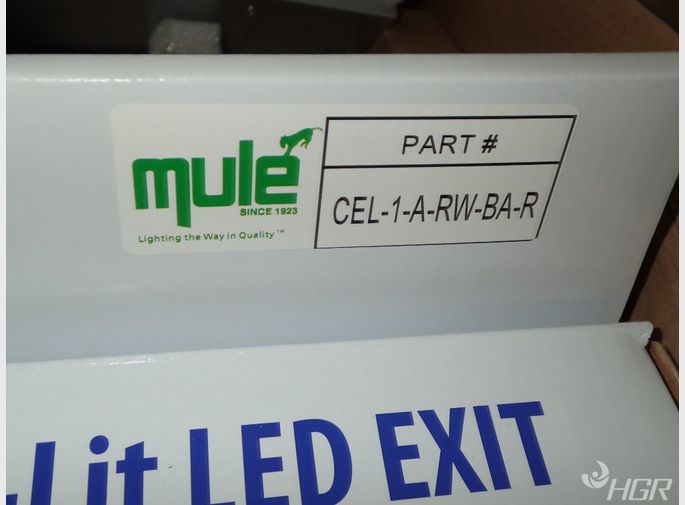 mule
SINCE 1923
Lighting the Way in Quality™
PART #
CEL-1-A-RW-BA-R
Lit LED EXIT
HGR